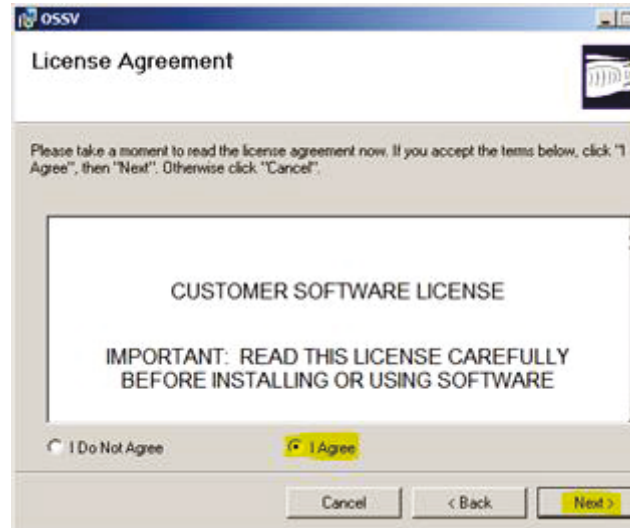 OSSV
License Agreement
Please take a moment to read the license agreement now. If you accept the terms below, click "I
Agree", then "Next". Otherwise click "Cancel".
CUSTOMER SOFTWARE LICENSE
IMPORTANT: READ THIS LICENSE CAREFULLY
BEFORE INSTALLING OR USING SOFTWARE
I Do Not Agree
I Agree
Cancel
< Back
Next >